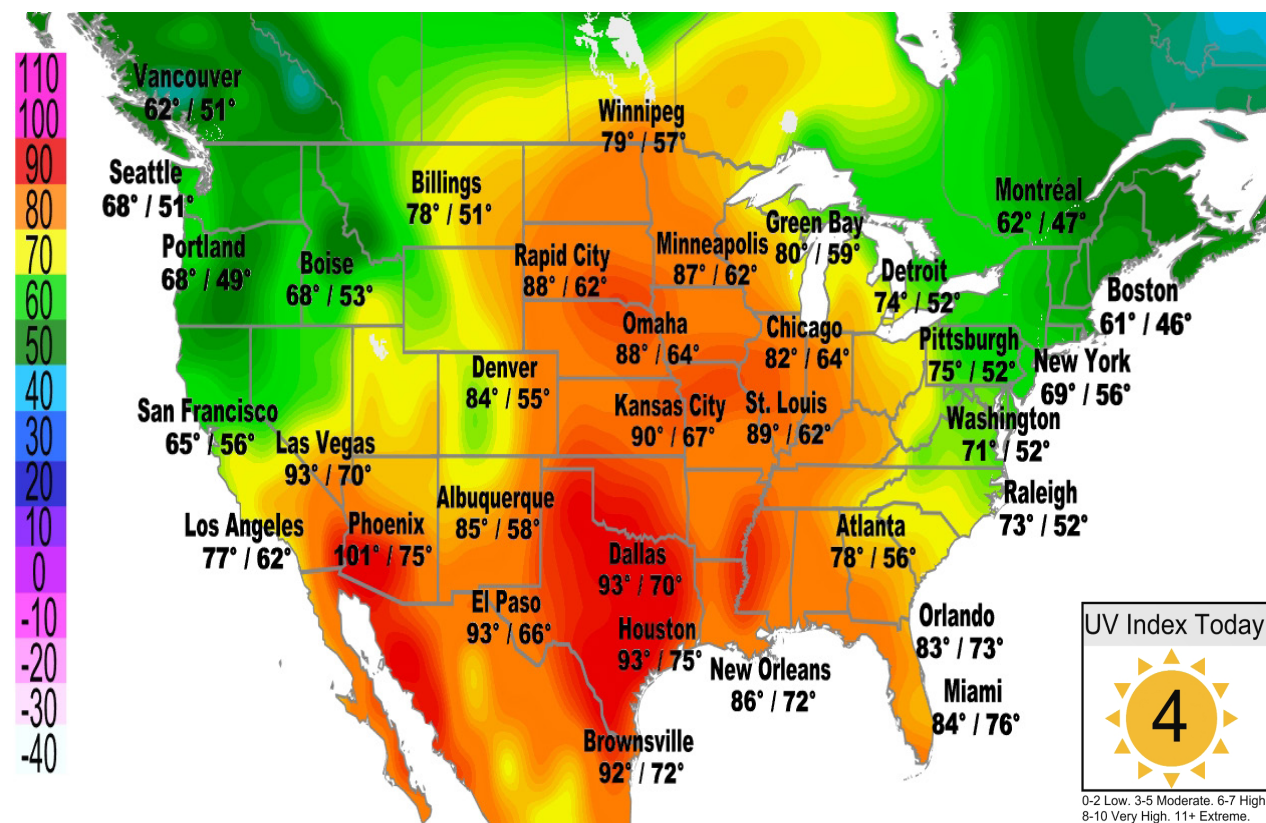 110
100
90
80
70
60
50
40
30
20
10
0
-10
-20
-30
-40
Vancouver
62° / 51°
Winnipeg
79° / 57°
Seattle
68° / 51°
Billings
78° / 51°
Montréal
62° / 47°
Portland
68° / 49°
Boise
68° / 53°
Rapid City
88° / 62°
Minneapolis
87° / 62°
Green Bay
80° / 59°
Detroit
74° / 52°
Boston
61° / 46°
Omaha
88° / 64°
Chicago
82° / 64°
Pittsburgh
75° / 52°
New York
69° / 56°
Denver
84° / 55°
San Francisco
65° / 56°
Las Vegas
93° / 70°
Kansas City
90° / 67°
St. Louis
89° / 62°
Washington
71° / 52°
Los Angeles
77° / 62°
Phoenix
101° / 75°
Albuquerque
85° / 58°
Raleigh
73° / 52°
Atlanta
78° / 56°
Dallas
93° / 70°
El Paso
93° / 66°
Houston
93° / 75°
New Orleans
86° / 72°
Orlando
83° / 73°
Miami
84° / 76°
Brownsville
92° / 72°
UV Index Today
4
0-2 Low. 3-5 Moderate. 6-7 High
8-10 Very High. 11+ Extreme.